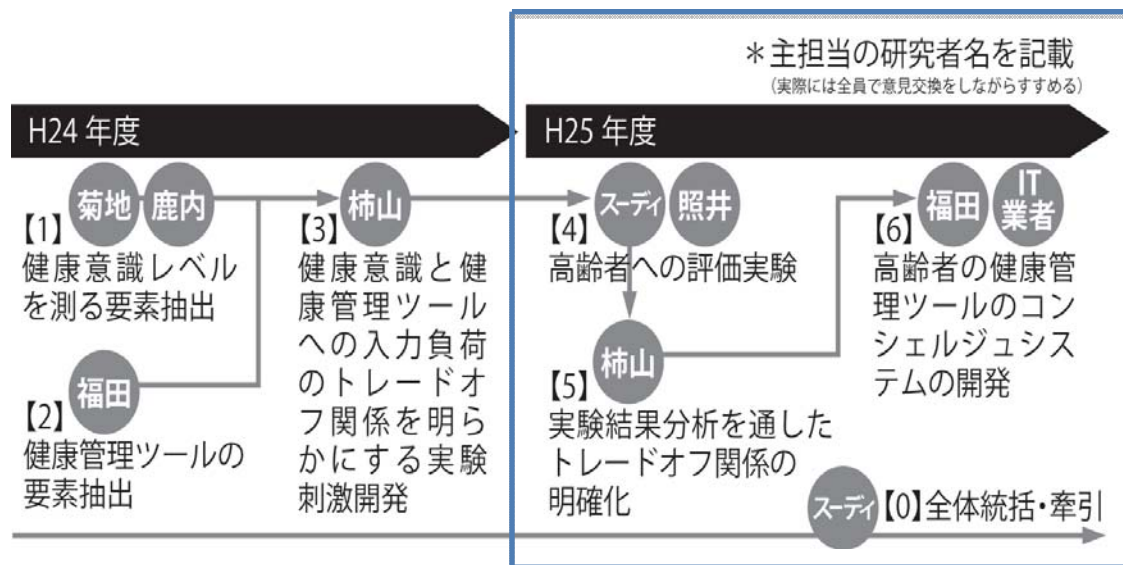 ＊主担当の研究者名を記載
（実際には全員で意見交換をしながらすすめる）
H24 年度
菊地
鹿内
【1】
健康意識レベル
を測る要素抽出
福田
【2】
健康管理ツールの
要素抽出
柿山
【3】
健康意識と健
康管理ツール
への入力負荷
のトレードオ
フ関係を明ら
かにする実験
刺激開発
H25 年度
スーディ
照井
【4】
高齢者への評価実験
柿山
【5】
実験結果分析を通した
トレードオフ関係の
明確化
福田
IT
業者
【6】
高齢者の健康管
理ツールのコン
シェルジュシス
テムの開発
スーディ
【0】全体統括・牽引